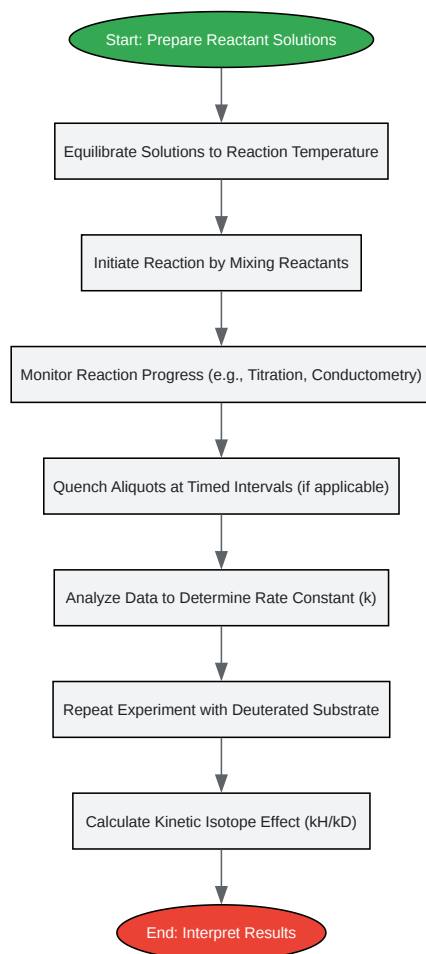 Start: Prepare Reactant Solutions
Equilibrate Solutions to Reaction Temperature
Initiate Reaction by Mixing Reactants
Monitor Reaction Progress (e.g., Titration, Conductometry)
Quench Aliquots at Timed Intervals (if applicable)
Analyze Data to Determine Rate Constant (k)
Repeat Experiment with Deuterated Substrate
Calculate Kinetic Isotope Effect (kH/kD)
End: Interpret Results